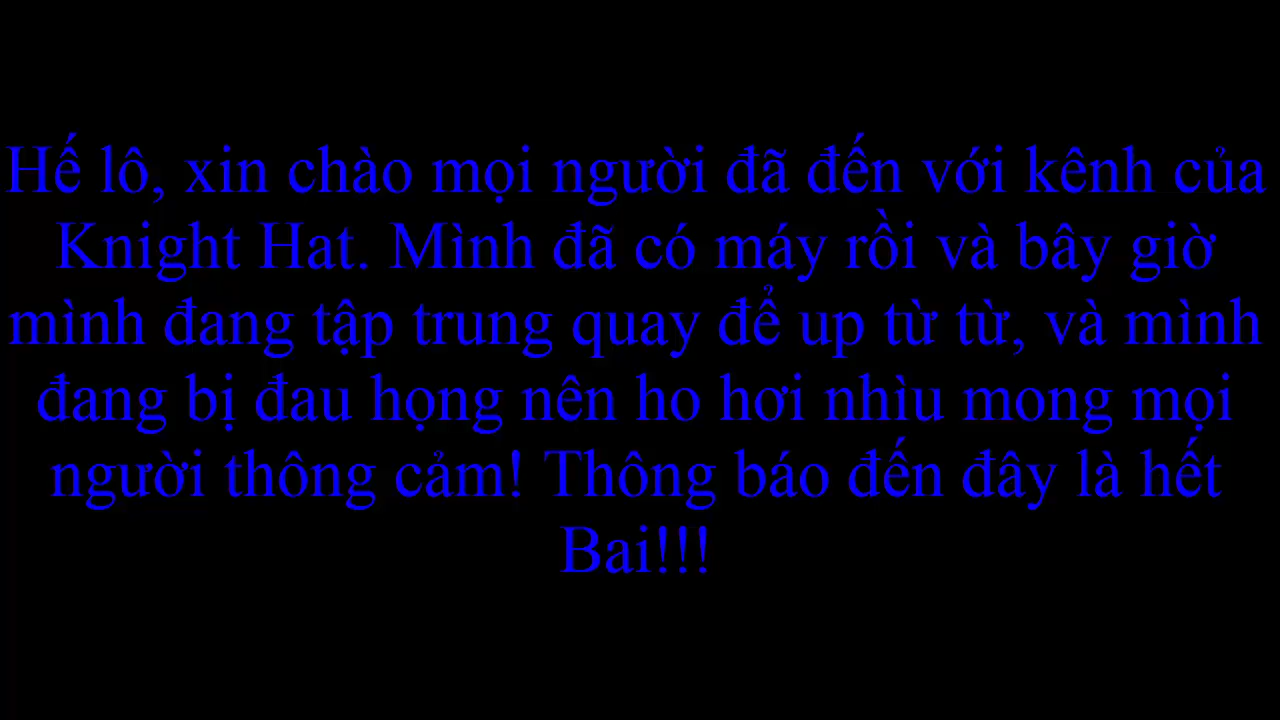 Hế lô, xin chào mọi người đã đến với kênh của
Knight Hat. Mình đã có máy rồi và bây giờ
mình đang tập trung quay để up từ từ, và mình
đang bị đau họng nên ho hơi nhìu mong mọi
người thông cảm! Thông báo đến đây là hết
Bai!!!